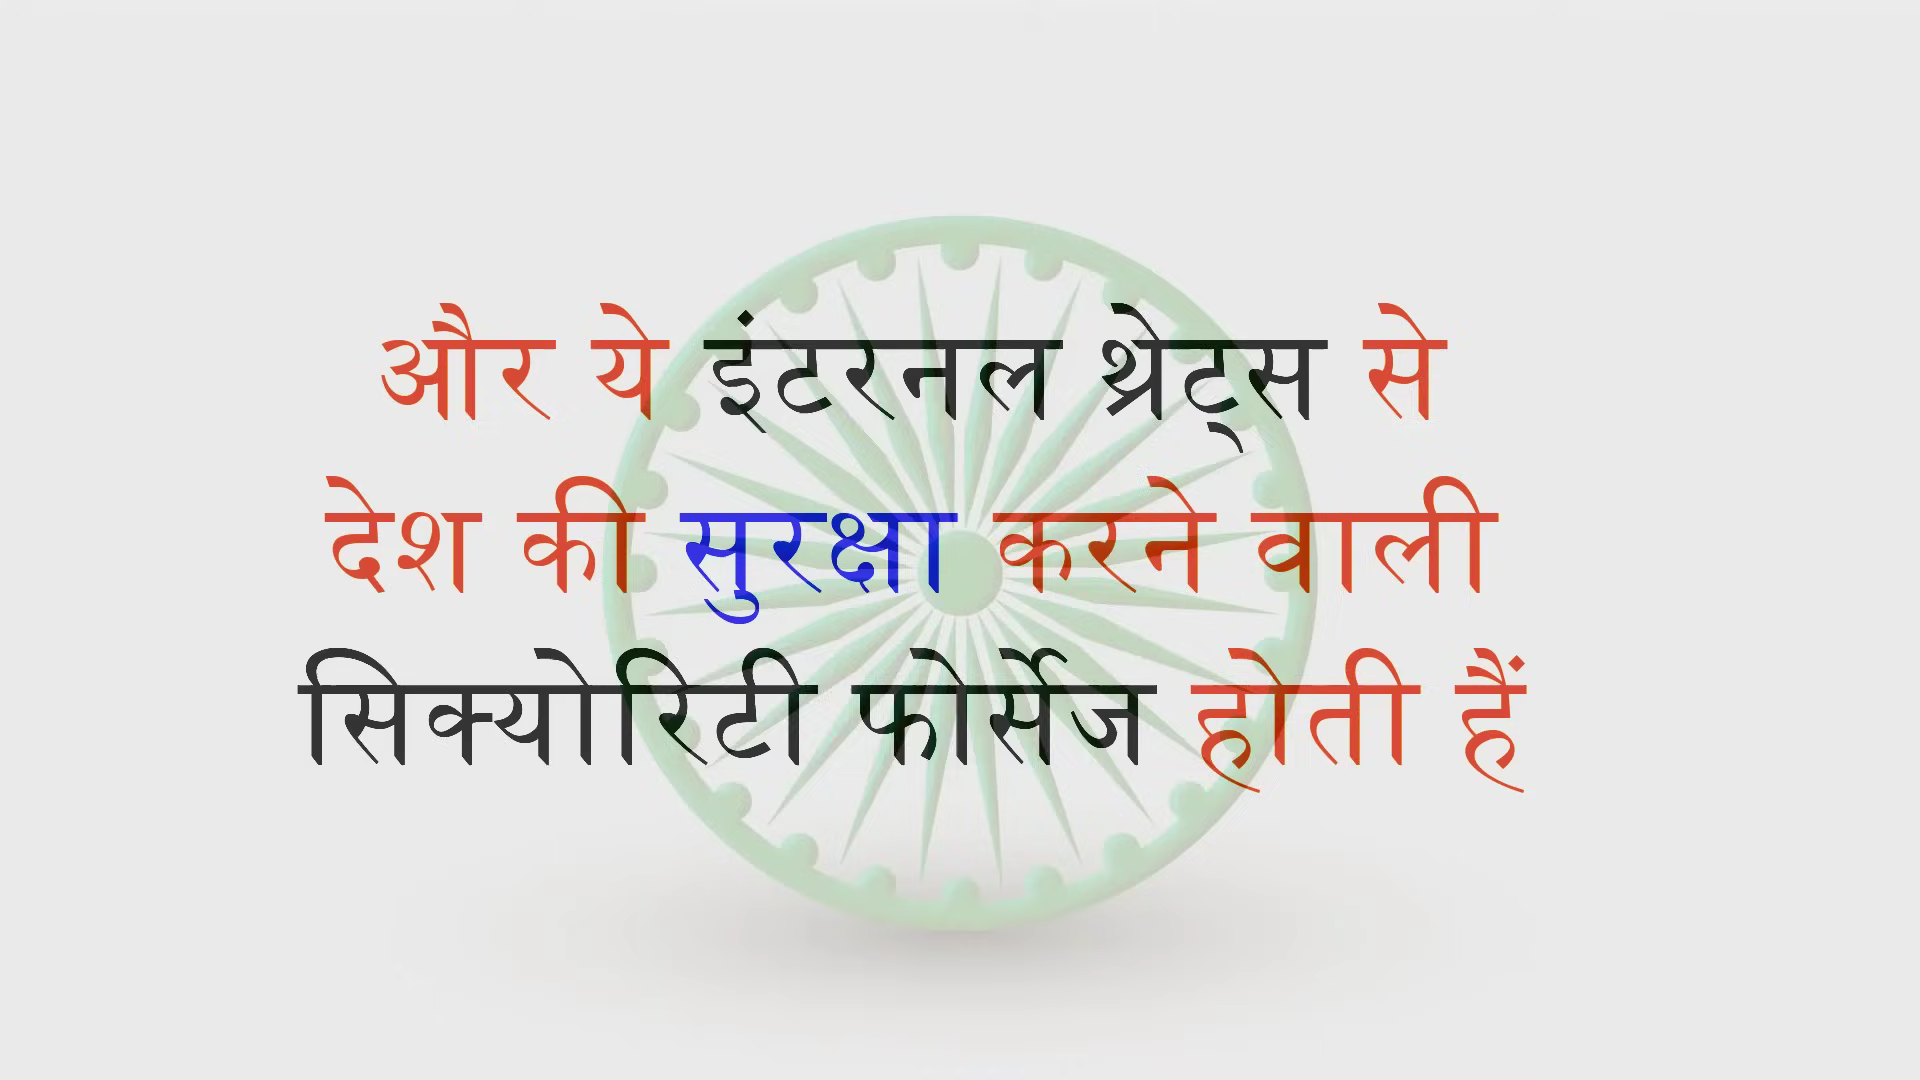 और ये इंटरनल थ्रेट्स से
देश की सुरक्षा करने वाली
सिक्योरिटी फोर्सेज होती हैं